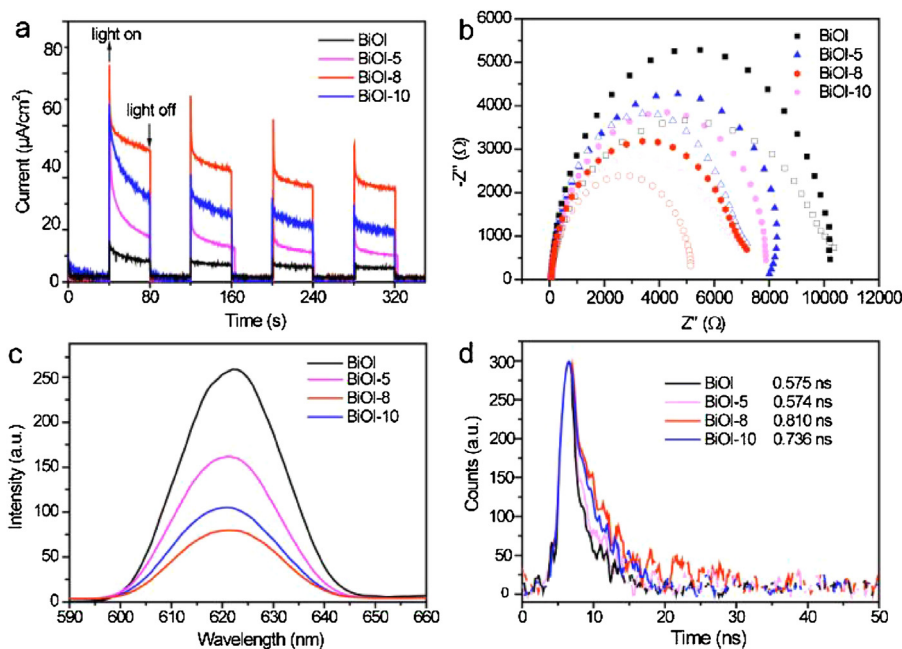 a
80
70
60
50
40
30
20
10
0
Current (μA/cm²)
light on
light off
BiOI
BiOI-5
BiOI-8
BiOI-10
0 80 160 240 320
Time (s)
b
6000
5000
4000
3000
2000
1000
0
-Z'' (Ω)
BiOI
BiOI-5
BiOI-8
BiOI-10
0 2000 4000 6000 8000 10000 12000
Z'' (Ω)
c
250
200
150
100
50
0
Intensity (a.u.)
BiOI
BiOI-5
BiOI-8
BiOI-10
590 600 610 620 630 640 650 660
Wavelength (nm)
d
300
250
200
150
100
50
0
Counts (a.u.)
BiOI 0.575 ns
BiOI-5 0.574 ns
BiOI-8 0.810 ns
BiOI-10 0.736 ns
0 10 20 30 40 50
Time (ns)